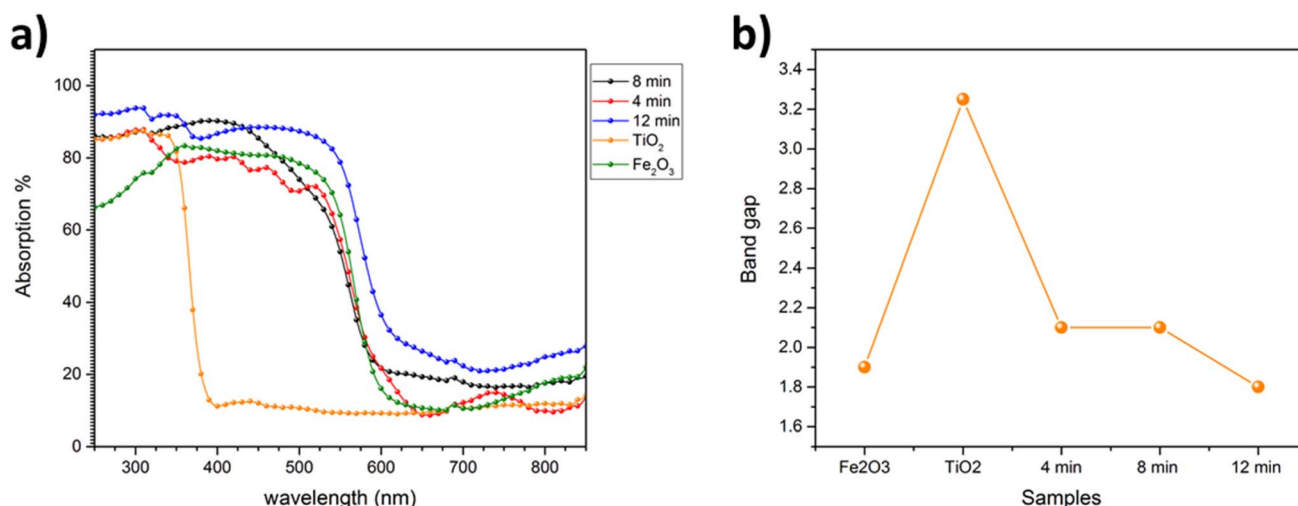 a)
Absorption %
100
80
60
40
20
0
300
400
500
600
700
800
wavelength (nm)
8 min
4 min
12 min
TiO₂
Fe₂O₃
b)
Band gap
3.4
3.2
3.0
2.8
2.6
2.4
2.2
2.0
1.8
1.6
Fe2O3
TiO2
4 min
8 min
12 min
Samples